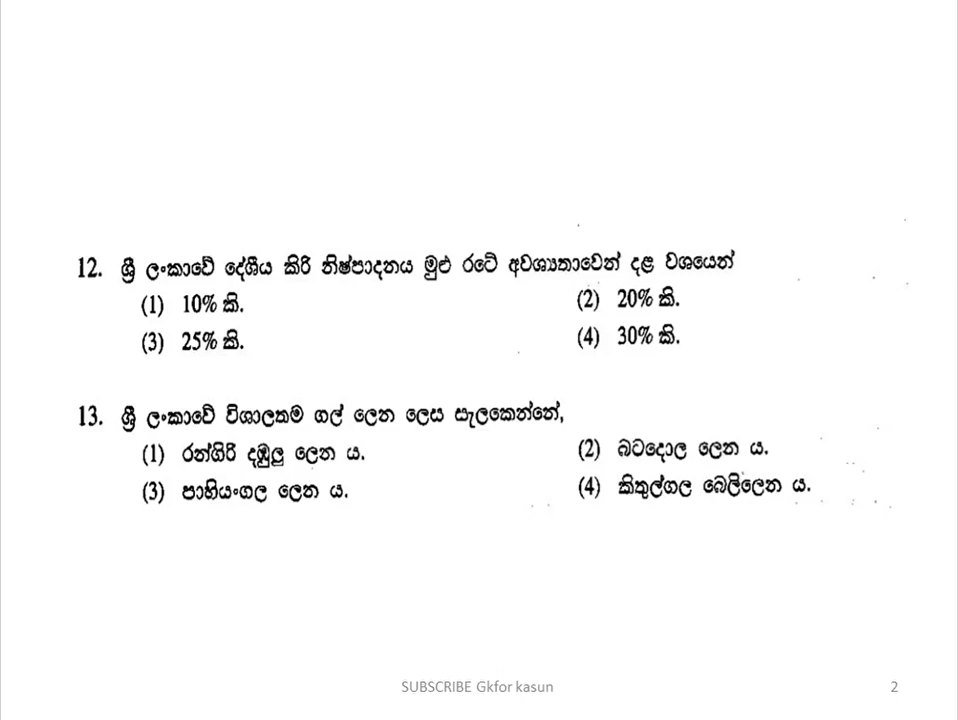 12. ශ්‍රී ලංකාවේ දේශීය කිරි නිෂ්පාදනය මුළු රටේ අවශ්‍යතාවෙන් දළ වශයෙන්
(1) 10% කි. (2) 20% කි.
(3) 25% කි. (4) 30% කි.
13. ශ්‍රී ලංකාවේ විශාලතම ගල් ලෙන ලෙස සැලකෙන්නේ,
(1) රන්ගිරි දඹුලු ලෙන ය. (2) බටදොල ලෙන ය.
(3) පාහියංගල ලෙන ය. (4) කිතුල්ගල බෙලිලෙන ය.
SUBSCRIBE Gkfor kasun 2